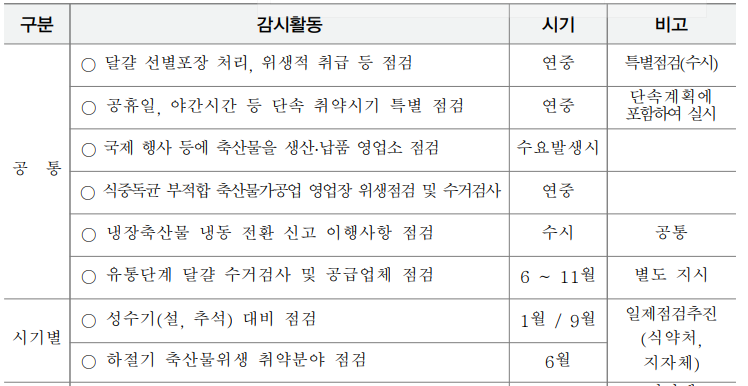 구분 감시활동 시기 비고
○ 달걀 선별포장 처리, 위생적 취급 등 점검 연중 특별점검(수시)
○ 공휴일, 야간시간 등 단속 취약시기 특별 점검 연중 단속계획에
포함하여 실시
○ 국제 행사 등에 축산물을 생산·납품 영업소 점검 수요발생시
공 통
○ 식중독균 부적합 축산물가공업 영업장 위생점검 및 수거검사 연중
○ 냉장축산물 냉동 전환 신고 이행사항 점검 수시 공통
○ 유통단계 달걀 수거검사 및 공급업체 점검 6 ~ 11월 별도 지시
시기별
○ 성수기(설, 추석) 대비 점검 1월 / 9월 일제점검추진
(식약처,
지자체)
○ 하절기 축산물위생 취약분야 점검 6월